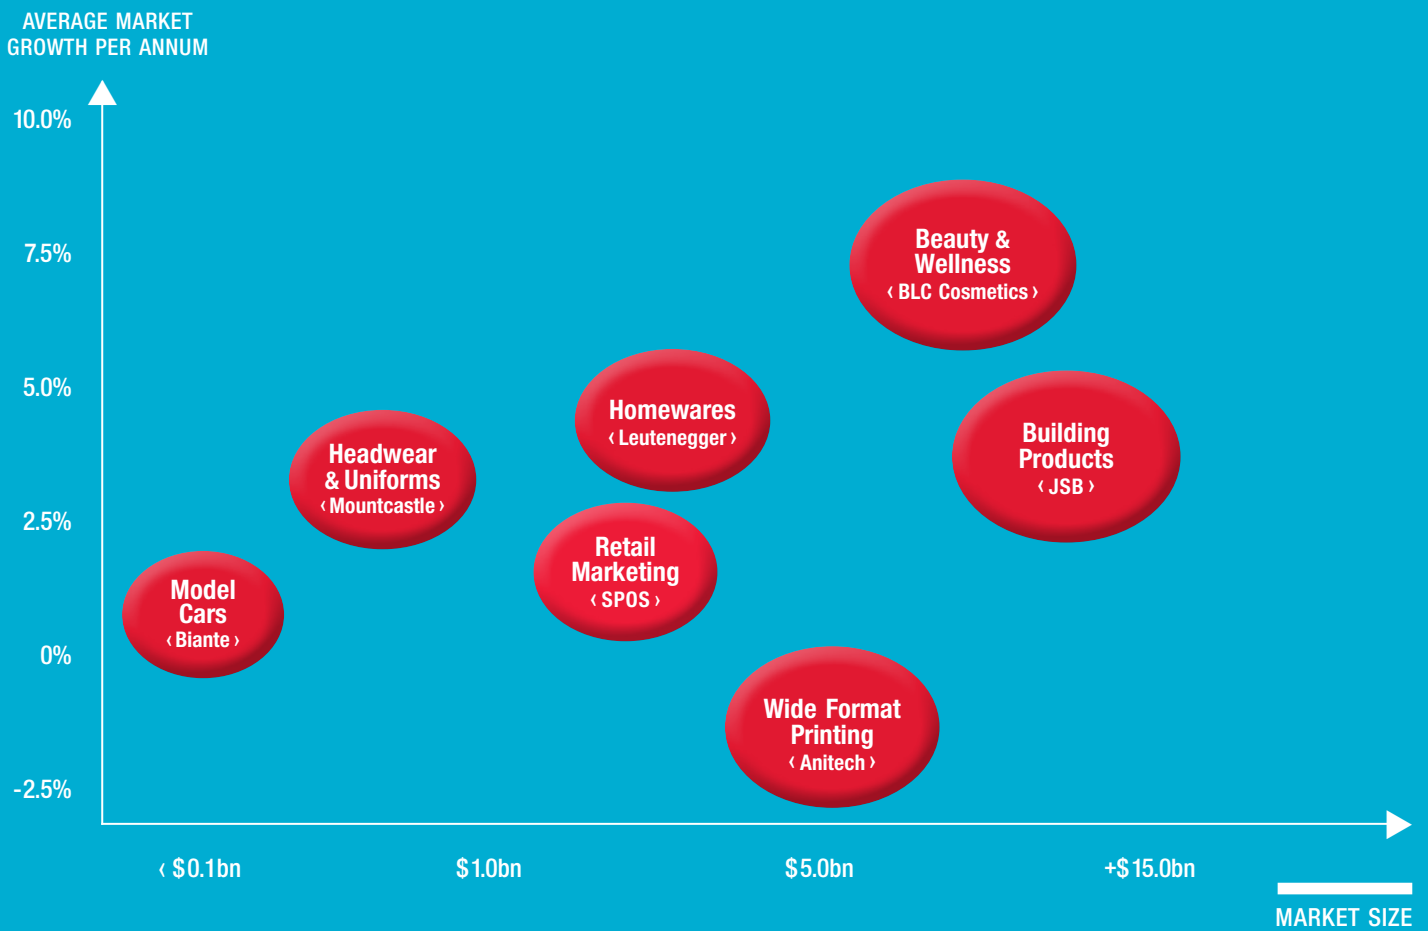 AVERAGE MARKET
GROWTH PER ANNUM
10.0%
7.5%
5.0%
2.5%
0%
-2.5%
Beauty &
Wellness
‹ BLC Cosmetics ›
Homewares
‹ Leutenegger ›
Building
Products
‹ JSB ›
Headwear
& Uniforms
‹ Mountcastle ›
Retail
Marketing
‹ SPOS ›
Model
Cars
‹ Biante ›
Wide Format
Printing
‹ Anitech ›
‹ $0.1bn
$1.0bn
$5.0bn
+$15.0bn
MARKET SIZE